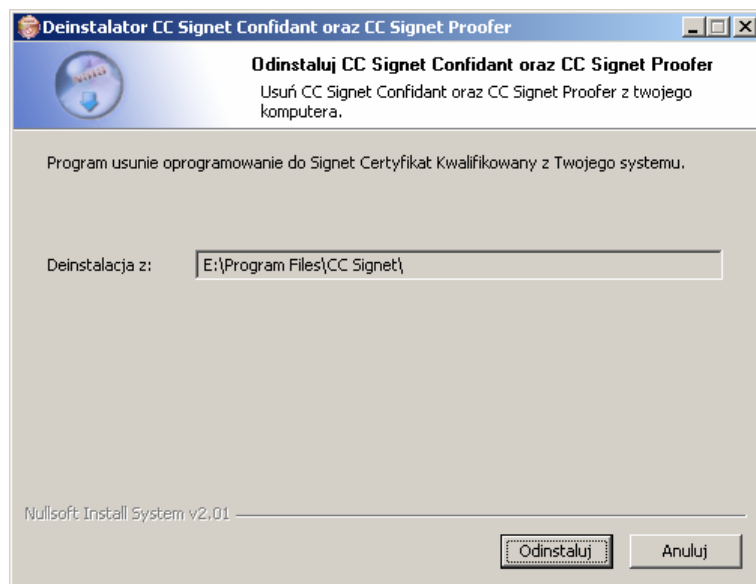 Deinstalator CC Signet Confidant oraz CC Signet Proofer
Odinstaluj CC Signet Confidant oraz CC Signet Proofer
Usuń CC Signet Confidant oraz CC Signet Proofer z twojego
komputera.
Program usunie oprogramowanie do Signet Certyfikat Kwalifikowany z Twojego systemu.
Deinstalacja z:
E:\Program Files\CC Signet\
Nullsoft Install System v2.01
Odinstaluj
Anuluj